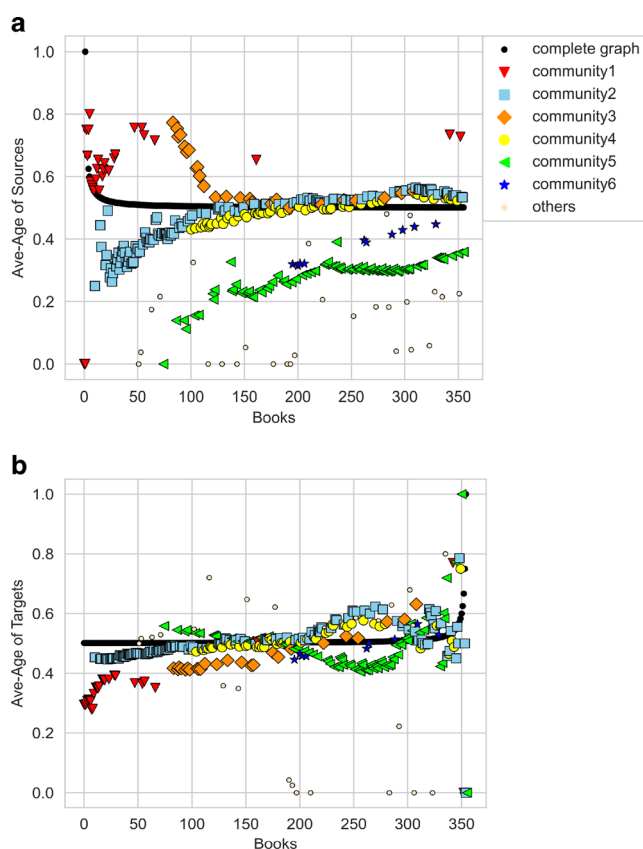 a
1.0
0.8
0.6
0.4
0.2
0.0
Ave-Age of Sources
0 50 100 150 200 250 300 350
Books
complete graph
community1
community2
community3
community4
community5
community6
others
b
1.0
0.8
0.6
0.4
0.2
0.0
Ave-Age of Targets
0 50 100 150 200 250 300 350
Books